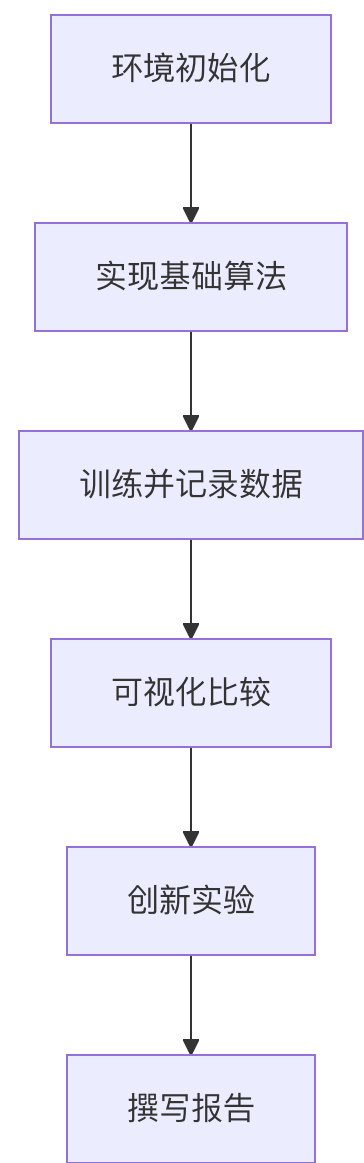 环境初始化
实现基础算法
训练并记录数据
可视化比较
创新实验
撰写报告